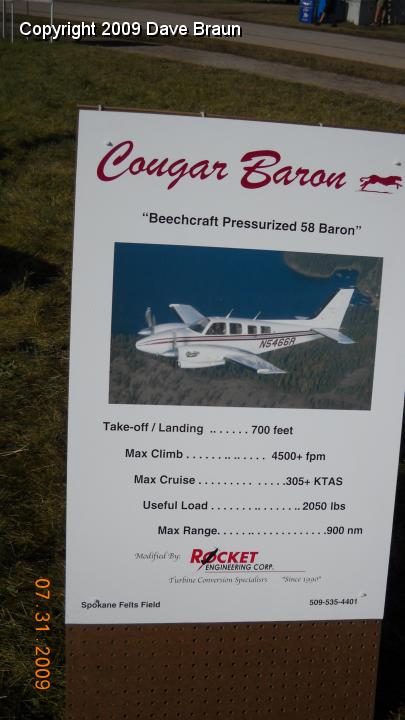 Copyright 2009 Dave Braun
Cougar Baron
“Beechcraft Pressurized 58 Baron”
N5466R
Take-off / Landing .. . . . . . 700 feet
Max Climb . . . . . . .. .. .. . . . 4500+ fpm
Max Cruise . . . . . . . . . . . . . .305+ KTAS
Useful Load . . . . . . . .. .. . . . . .. . 2050 lbs
Max Range. . . . . .. . . . . . . . . . . . .900 nm
Modified By: ROCKET
ENGINEERING CORP.
Turbine Conversion Specialists "Since 1990"
Spokane Felts Field 509-535-4401
07.31.2009